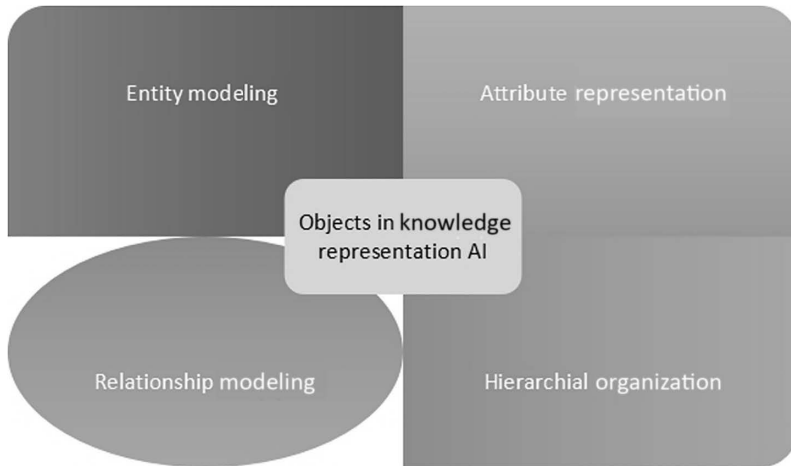 Entity modeling
Attribute representation
Objects in knowledge
representation AI
Relationship modeling
Hierarchial organization